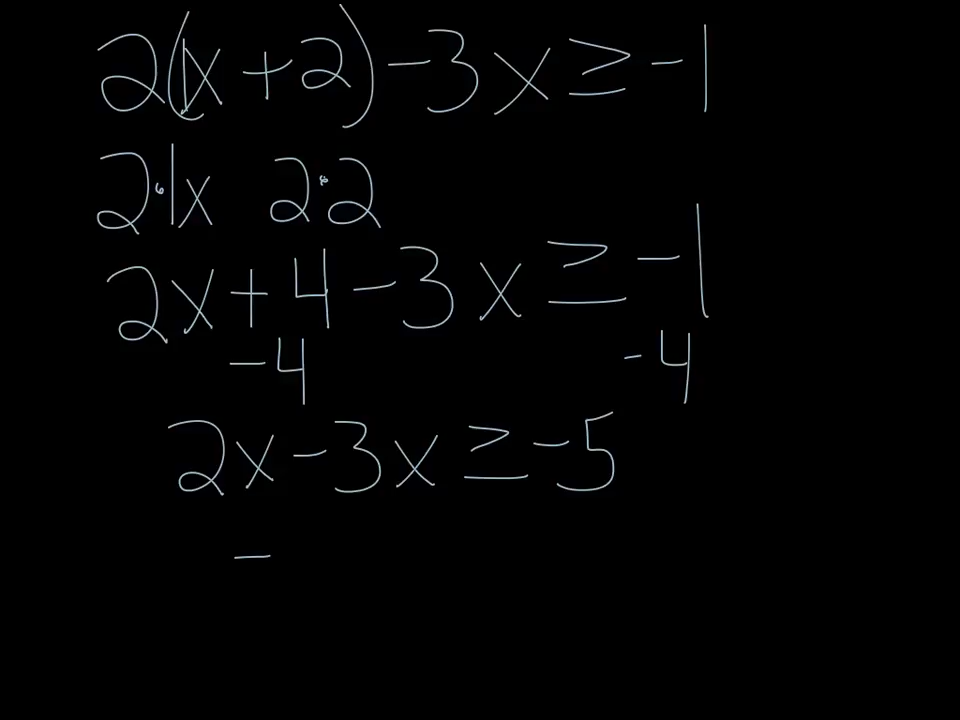 2(1x + 2) - 3x ≥ -1
2·1x 2·2
2x + 4 - 3x ≥ -1
-4 -4
2x - 3x ≥ -5
-